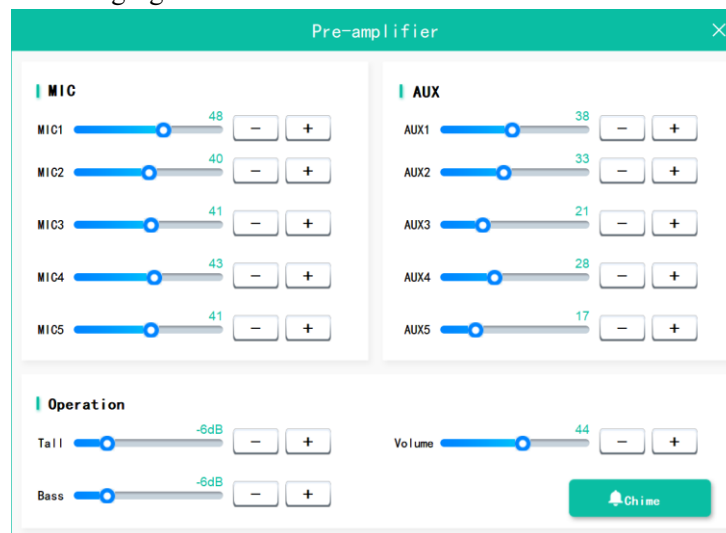 Pre-amplifier
MIC
MIC1 48 − +
MIC2 40 − +
MIC3 41 − +
MIC4 43 − +
MIC5 41 − +
AUX
AUX1 38 − +
AUX2 33 − +
AUX3 21 − +
AUX4 28 − +
AUX5 17 − +
Operation
Tall -6dB − +
Volume 44 − +
Bass -6dB − +
Chime